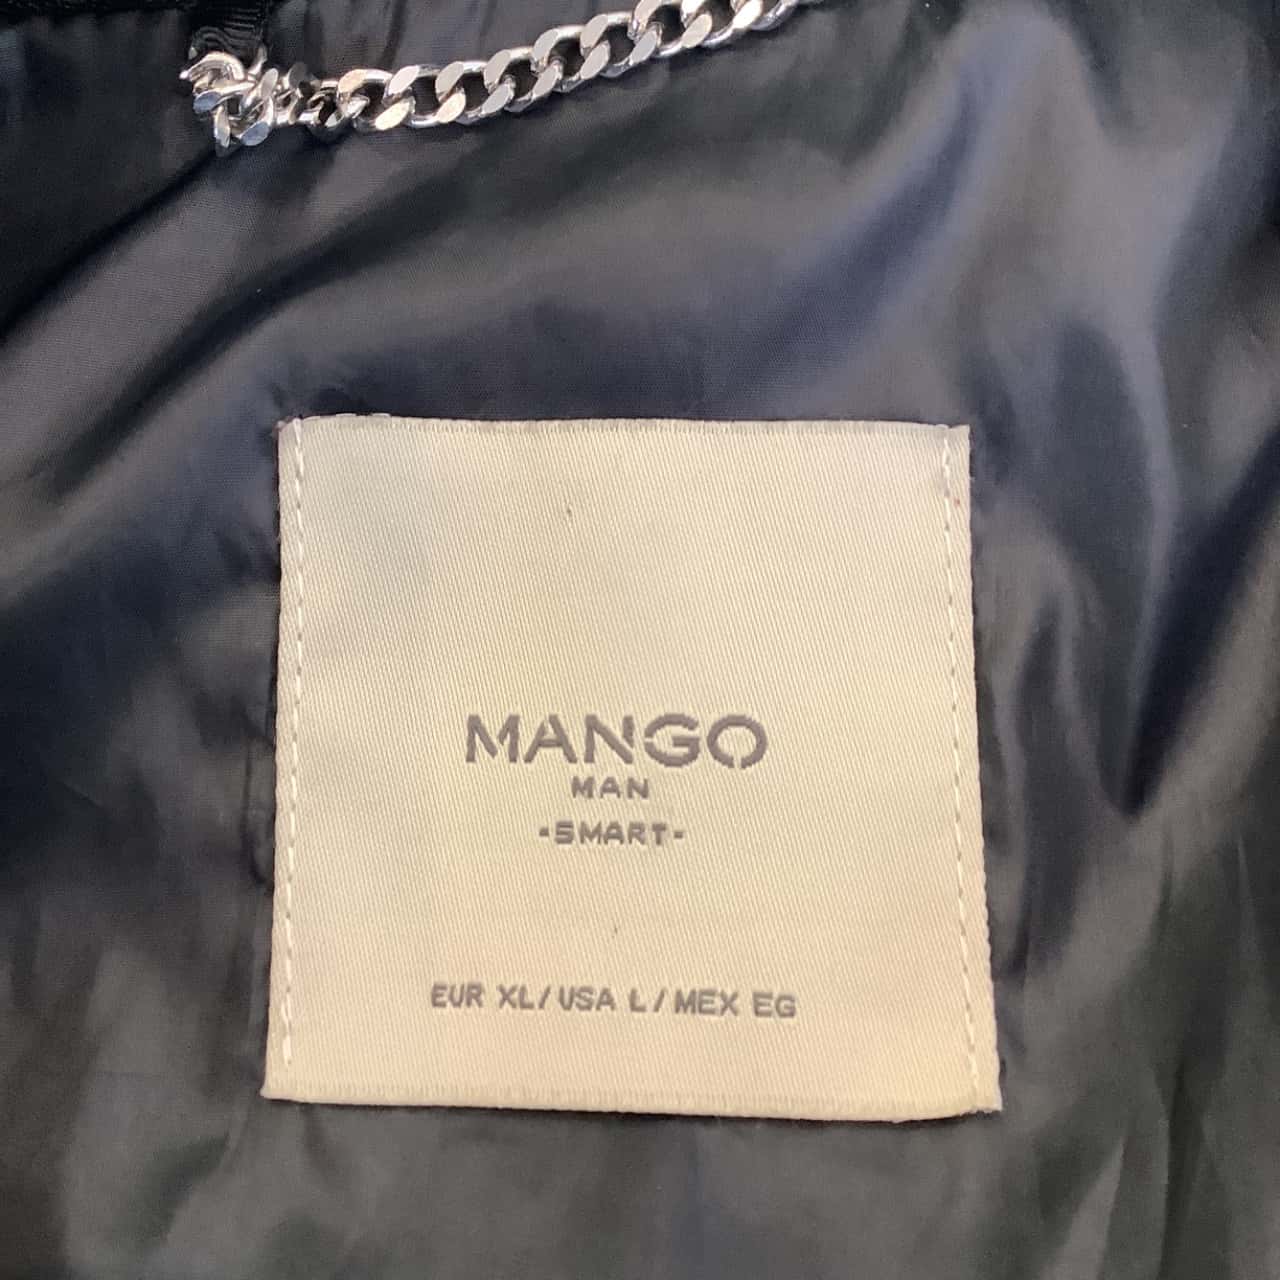 MANGO
MAN
-SMART-
EUR XL/USA L/MEX EG